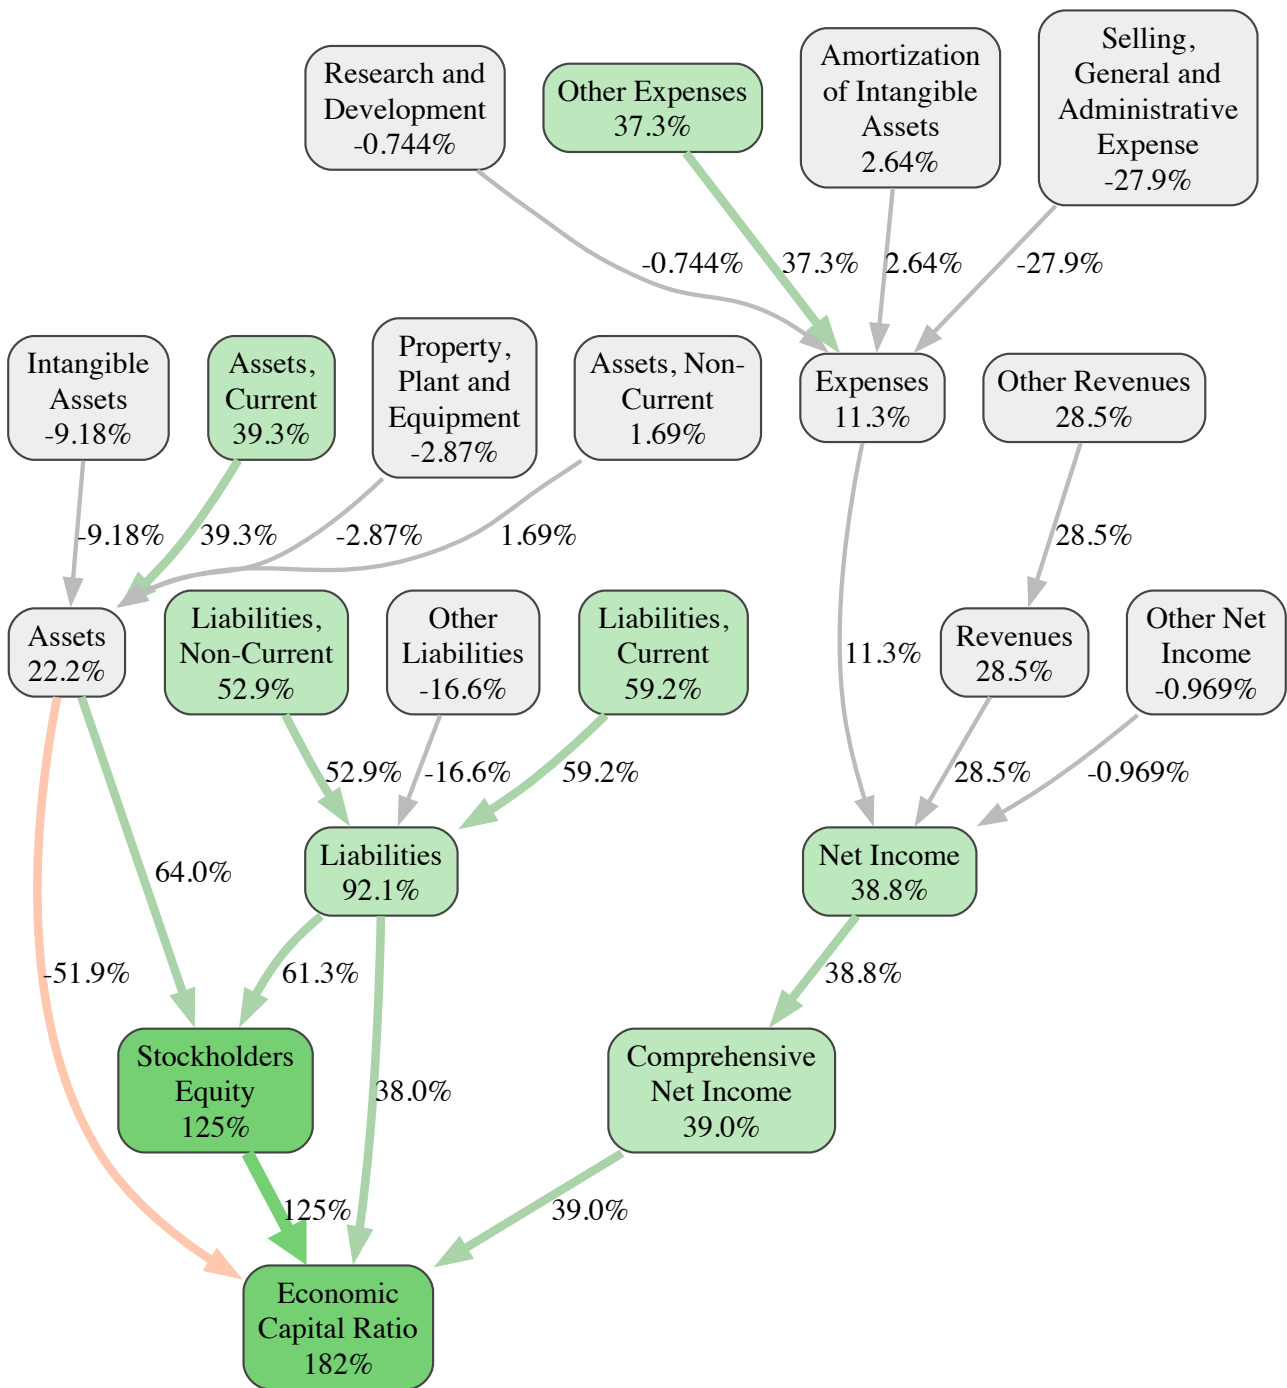 Research and
Development
-0.744%
Other Expenses
37.3%
Amortization
of Intangible
Assets
2.64%
Selling,
General and
Administrative
Expense
-27.9%
-0.744%
37.3%
2.64%
-27.9%
Intangible
Assets
-9.18%
Assets,
Current
39.3%
Property,
Plant and
Equipment
-2.87%
Assets, Non-
Current
1.69%
Expenses
11.3%
Other Revenues
28.5%
-9.18%
39.3%
-2.87%
1.69%
28.5%
Assets
22.2%
Liabilities,
Non-Current
52.9%
Other
Liabilities
-16.6%
Liabilities,
Current
59.2%
11.3%
Revenues
28.5%
Other Net
Income
-0.969%
52.9%
-16.6%
59.2%
28.5%
-0.969%
64.0%
Liabilities
92.1%
Net Income
38.8%
-51.9%
61.3%
38.8%
Stockholders
Equity
125%
38.0%
Comprehensive
Net Income
39.0%
125%
39.0%
Economic
Capital Ratio
182%